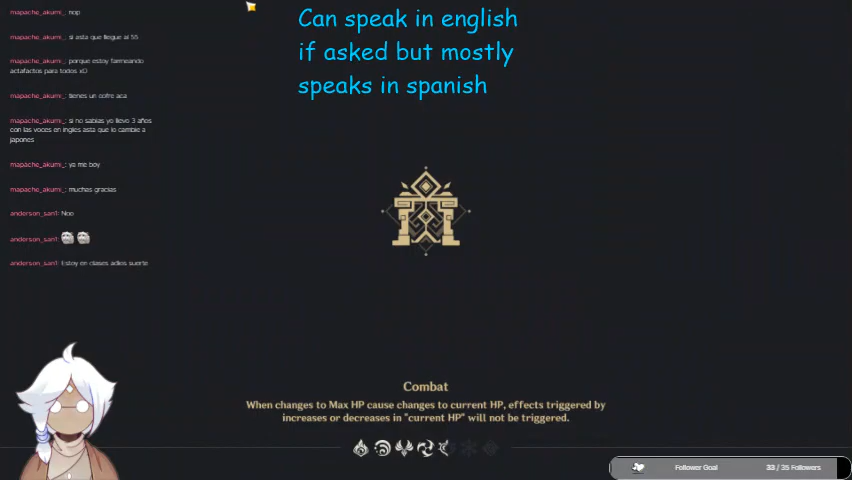 mapache_akumi_: nop
mapache_akumi_: si asta que llegue al 55
mapache_akumi_: porque estoy farmeando
actafactos para todos xD
mapache_akumi_: tienes un cofre aca
mapache_akumi_: si no sabias yo llevo 3 años
con las voces en ingles asta que lo cambie a
japones
mapache_akumi_: ya me boy
mapache_akumi_: muchas gracias
anderson_san1: Noo
anderson_san1:
anderson_san1: Estoy en clases adios suerte
Can speak in english
if asked but mostly
speaks in spanish
Combat
When changes to Max HP cause changes to current HP, effects triggered by
increases or decreases in "current HP" will not be triggered.
Follower Goal
33 / 35 Followers